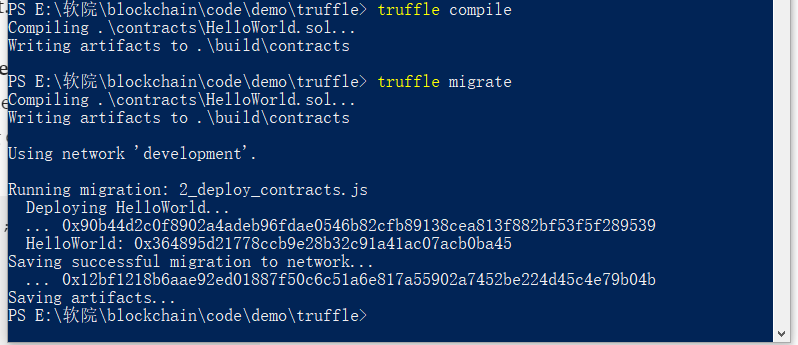 PS E:\软院\blockchain\code\demo\truffle> truffle compile
Compiling .\contracts\HelloWorld.sol...
Writing artifacts to .\build\contracts
PS E:\软院\blockchain\code\demo\truffle> truffle migrate
Compiling .\contracts\HelloWorld.sol...
Writing artifacts to .\build\contracts
Using network 'development'.
Running migration: 2_deploy_contracts.js
Deploying HelloWorld...
... 0x90b44d2c0f8902a4adeb96fdae0546b82cfb89138cea813f882bf53f5f289539
HelloWorld: 0x364895d21778ccb9e28b32c91a41ac07acb0ba45
Saving successful migration to network...
... 0x12bf1218b6aae92ed01887f50c6c51a6e817a55902a7452be224d45c4e79b04b
Saving artifacts...
PS E:\软院\blockchain\code\demo\truffle>